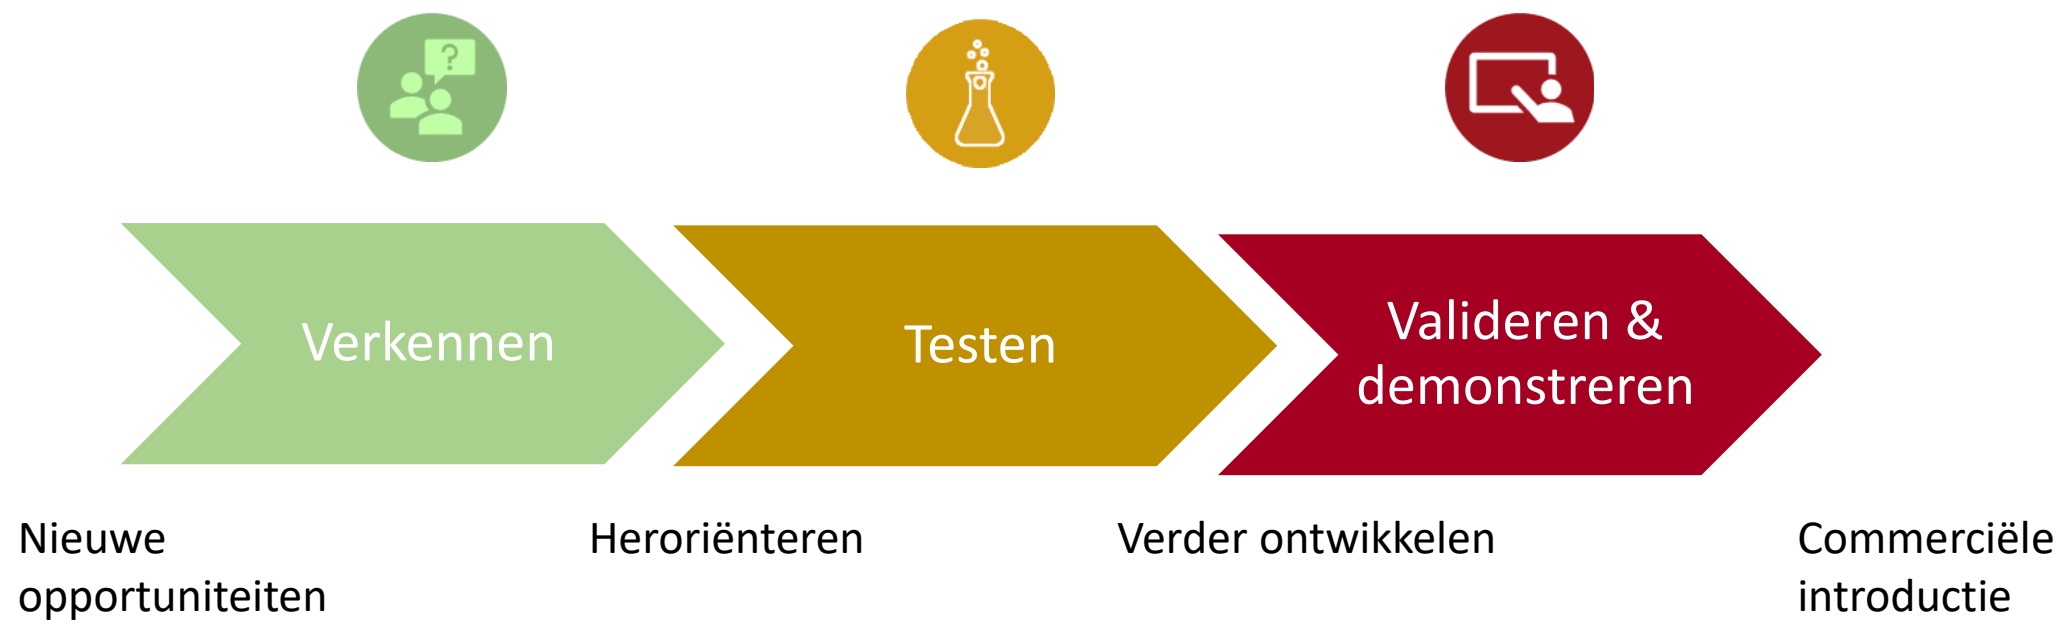 ?
Verkennen
Testen
Valideren &
demonstreren
Nieuwe
opportuniteiten
Heroriënteren
Verder ontwikkelen
Commerciële
introductie